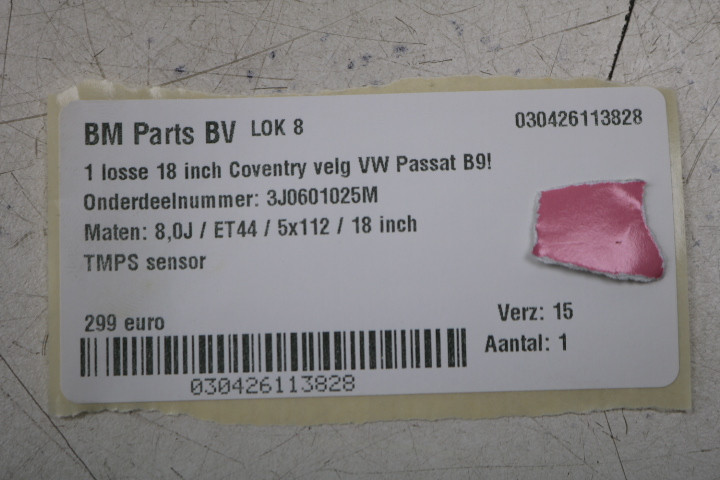 BM Parts BV LOK 8 030426113828
1 losse 18 inch Coventry velg VW Passat B9!
Onderdeelnummer: 3J0601025M
Maten: 8,0J / ET44 / 5x112 / 18 inch
TMPS sensor
299 euro Verz: 15
Aantal: 1
030426113828